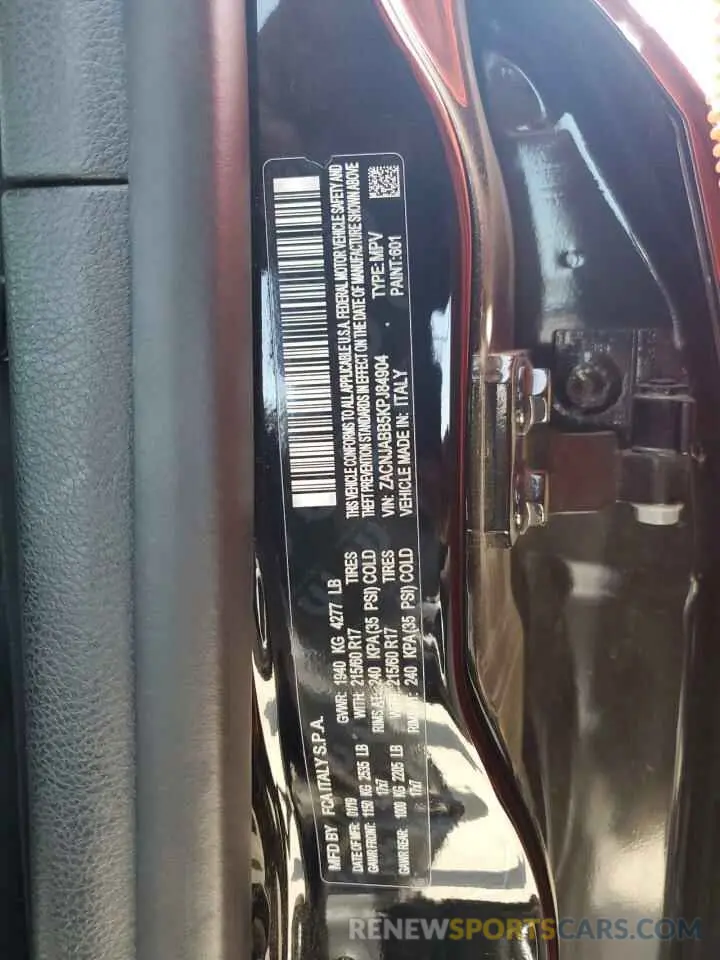 MFD BY FCA ITALY S.P.A.
DATE OF MFR: 01/19 GVWR: 1940 KG 4277 LB
GAWR FRONT: 1150 KG 2535 LB WITH: 215/60 R17 TIRES
17x7 RIMS AT: 240 KPA(35 PSI) COLD
GAWR REAR: 1000 KG 2205 LB WITH: 215/60 R17 TIRES
17x7 AT: 240 KPA(35 PSI) COLD
THIS VEHICLE CONFORMS TO ALL APPLICABLE U.S.A. FEDERAL MOTOR VEHICLE SAFETY AND
THEFT PREVENTION STANDARDS IN EFFECT ON THE DATE OF MANUFACTURE SHOWN ABOVE
VIN: ZACNJABB5KPJ84904 TYPE: MPV
VEHICLE MADE IN: ITALY PAINT: 601
RENEWSPORTSCARS.COM